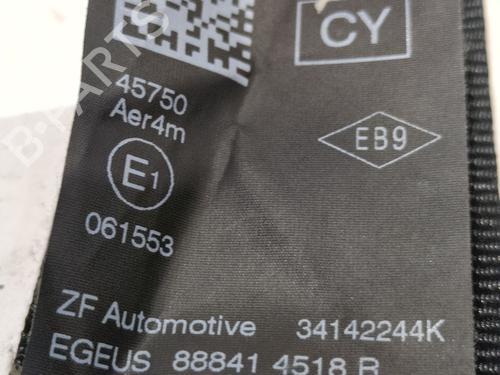 CY
45750
Aer4m
E1
EB9
061553
ZF Automotive 34142244K
EGEUS 88841 4518 R
B-PARTS